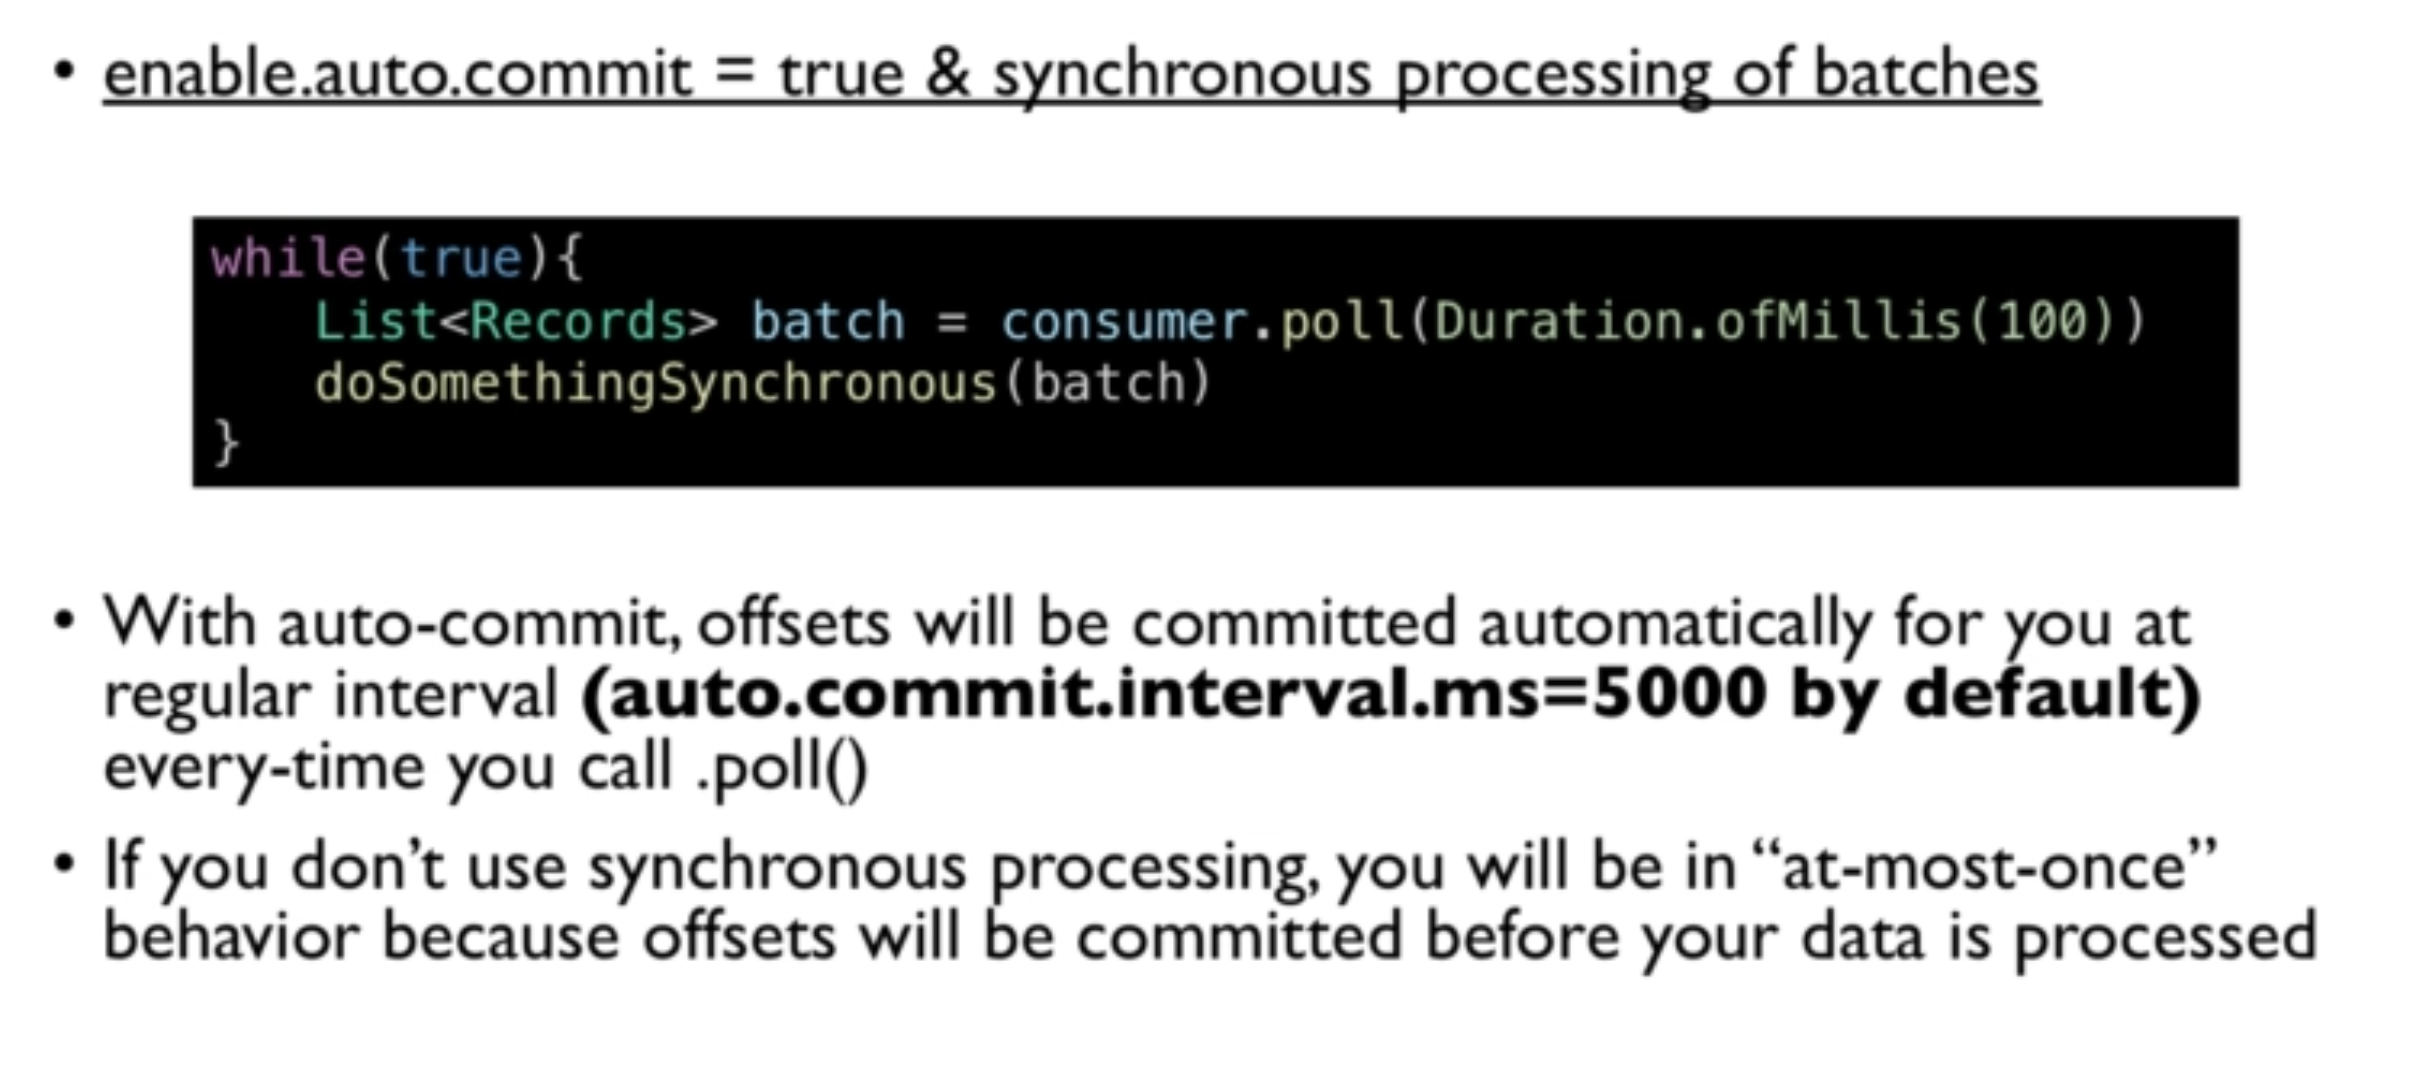 • enable.auto.commit = true & synchronous processing of batches
while(true){
    List<Records> batch = consumer.poll(Duration.ofMillis(100))
    doSomethingSynchronous(batch)
}
• With auto-commit, offsets will be committed automatically for you at
regular interval (auto.commit.interval.ms=5000 by default)
every-time you call .poll()
• If you don’t use synchronous processing, you will be in “at-most-once”
behavior because offsets will be committed before your data is processed